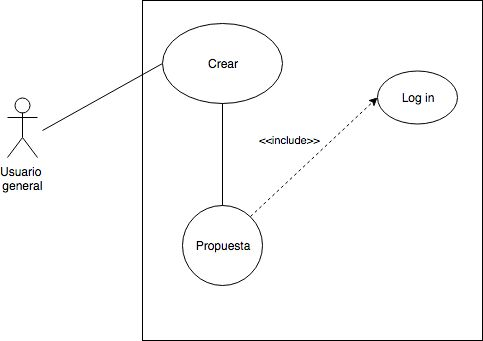 Crear
Log in
<<include>>
Usuario
general
Propuesta